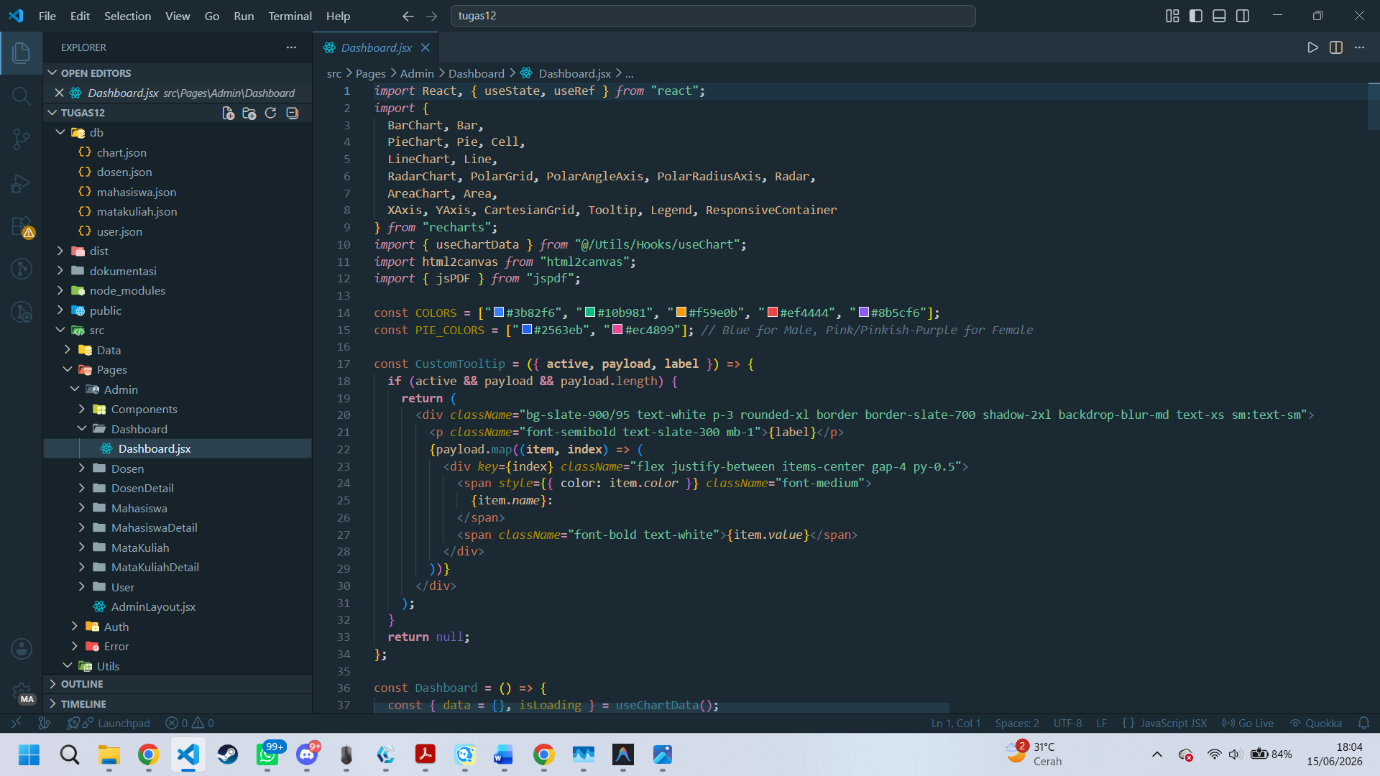 File Edit Selection View Go Run Terminal Help
tugas12
EXPLORER
OPEN EDITORS
Dashboard.jsx src\Pages\Admin\Dashboard
TUGAS12
db
chart.json
dosen.json
mahasiswa.json
matakuliah.json
user.json
dist
dokumentasi
node_modules
public
src
Data
Pages
Admin
Components
Dashboard
Dashboard.jsx
Dosen
DosenDetail
Mahasiswa
MahasiswaDetail
MataKuliah
MataKuliahDetail
User
AdminLayout.jsx
Auth
Error
Utils
OUTLINE
TIMELINE
MA
Dashboard.jsx
src > Pages > Admin > Dashboard > Dashboard.jsx > ...
1 import React, { useState, useRef } from "react";
2 import {
3 BarChart, Bar,
4 PieChart, Pie, Cell,
5 LineChart, Line,
6 RadarChart, PolarGrid, PolarAngleAxis, PolarRadiusAxis, Radar,
7 AreaChart, Area,
8 XAxis, YAxis, CartesianGrid, Tooltip, Legend, ResponsiveContainer
9 } from "recharts";
10 import { useChartData } from "@/Utils/Hooks/useChart";
11 import html2canvas from "html2canvas";
12 import { jsPDF } from "jspdf";
13
14 const COLORS = ["#3b82f6", "#10b981", "#f59e0b", "#ef4444", "#8b5cf6"];
15 const PIE_COLORS = ["#2563eb", "#ec4899"]; // Blue for Male, Pink/Pinkish-Purple for Female
16
17 const CustomTooltip = ({ active, payload, label }) => {
18 if (active && payload && payload.length) {
19 return (
20 <div className="bg-slate-900/95 text-white p-3 rounded-xl border border-slate-700 shadow-2xl backdrop-blur-md text-xs sm:text-sm">
21 <p className="font-semibold text-slate-300 mb-1">{label}</p>
22 {payload.map((item, index) => (
23 <div key={index} className="flex justify-between items-center gap-4 py-0.5">
24 <span style={{ color: item.color }} className="font-medium">
25 {item.name}:
26 </span>
27 <span className="font-bold text-white">{item.value}</span>
28 </div>
29 ))}
30 </div>
31 );
32 }
33 return null;
34 };
35
36 const Dashboard = () => {
37 const { data = {}, isLoading } = useChartData();
Launchpad 0 0 Ln 1, Col 1 Spaces: 2 UTF-8 LF {} JavaScript JSX Go Live Quokka
99+
9+
2
31°C
Cerah
84%
18:04
15/06/2026